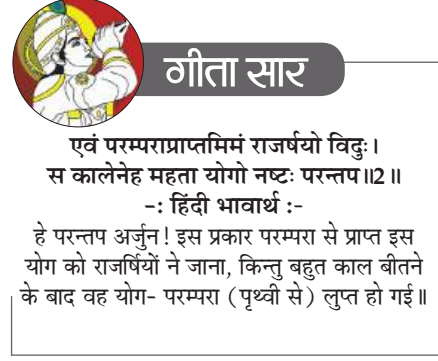 गीता सार
एवं परम्पराप्राप्तमिमं राजर्षयो विदुः।
स कालेनेह महता योगो नष्टः परन्तप॥2॥
-: हिंदी भावार्थ :-
हे परन्तप अर्जुन! इस प्रकार परम्परा से प्राप्त इस
योग को राजर्षियों ने जाना, किन्तु बहुत काल बीतने
के बाद वह योग- परम्परा (पृथ्वी से) लुप्त हो गई॥